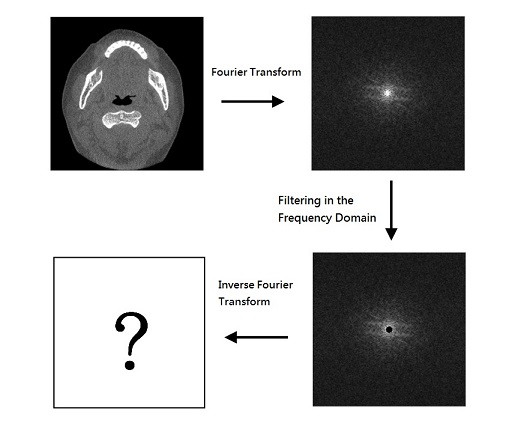 Fourier Transform
Filtering in the
Frequency Domain
Inverse Fourier
Transform
?